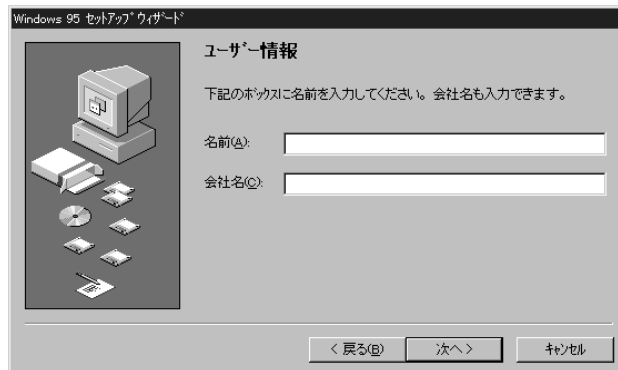 Windows 95 ｾｯﾄｱｯﾌﾟ ｳｨｻﾞｰﾄﾞ
ﾕｰｻﾞｰ情報
下記のﾎﾞｯｸｽに名前を入力してください。会社名も入力できます。
名前(A):
会社名(C):
< 戻る(B)
次へ >
ｷｬﾝｾﾙ